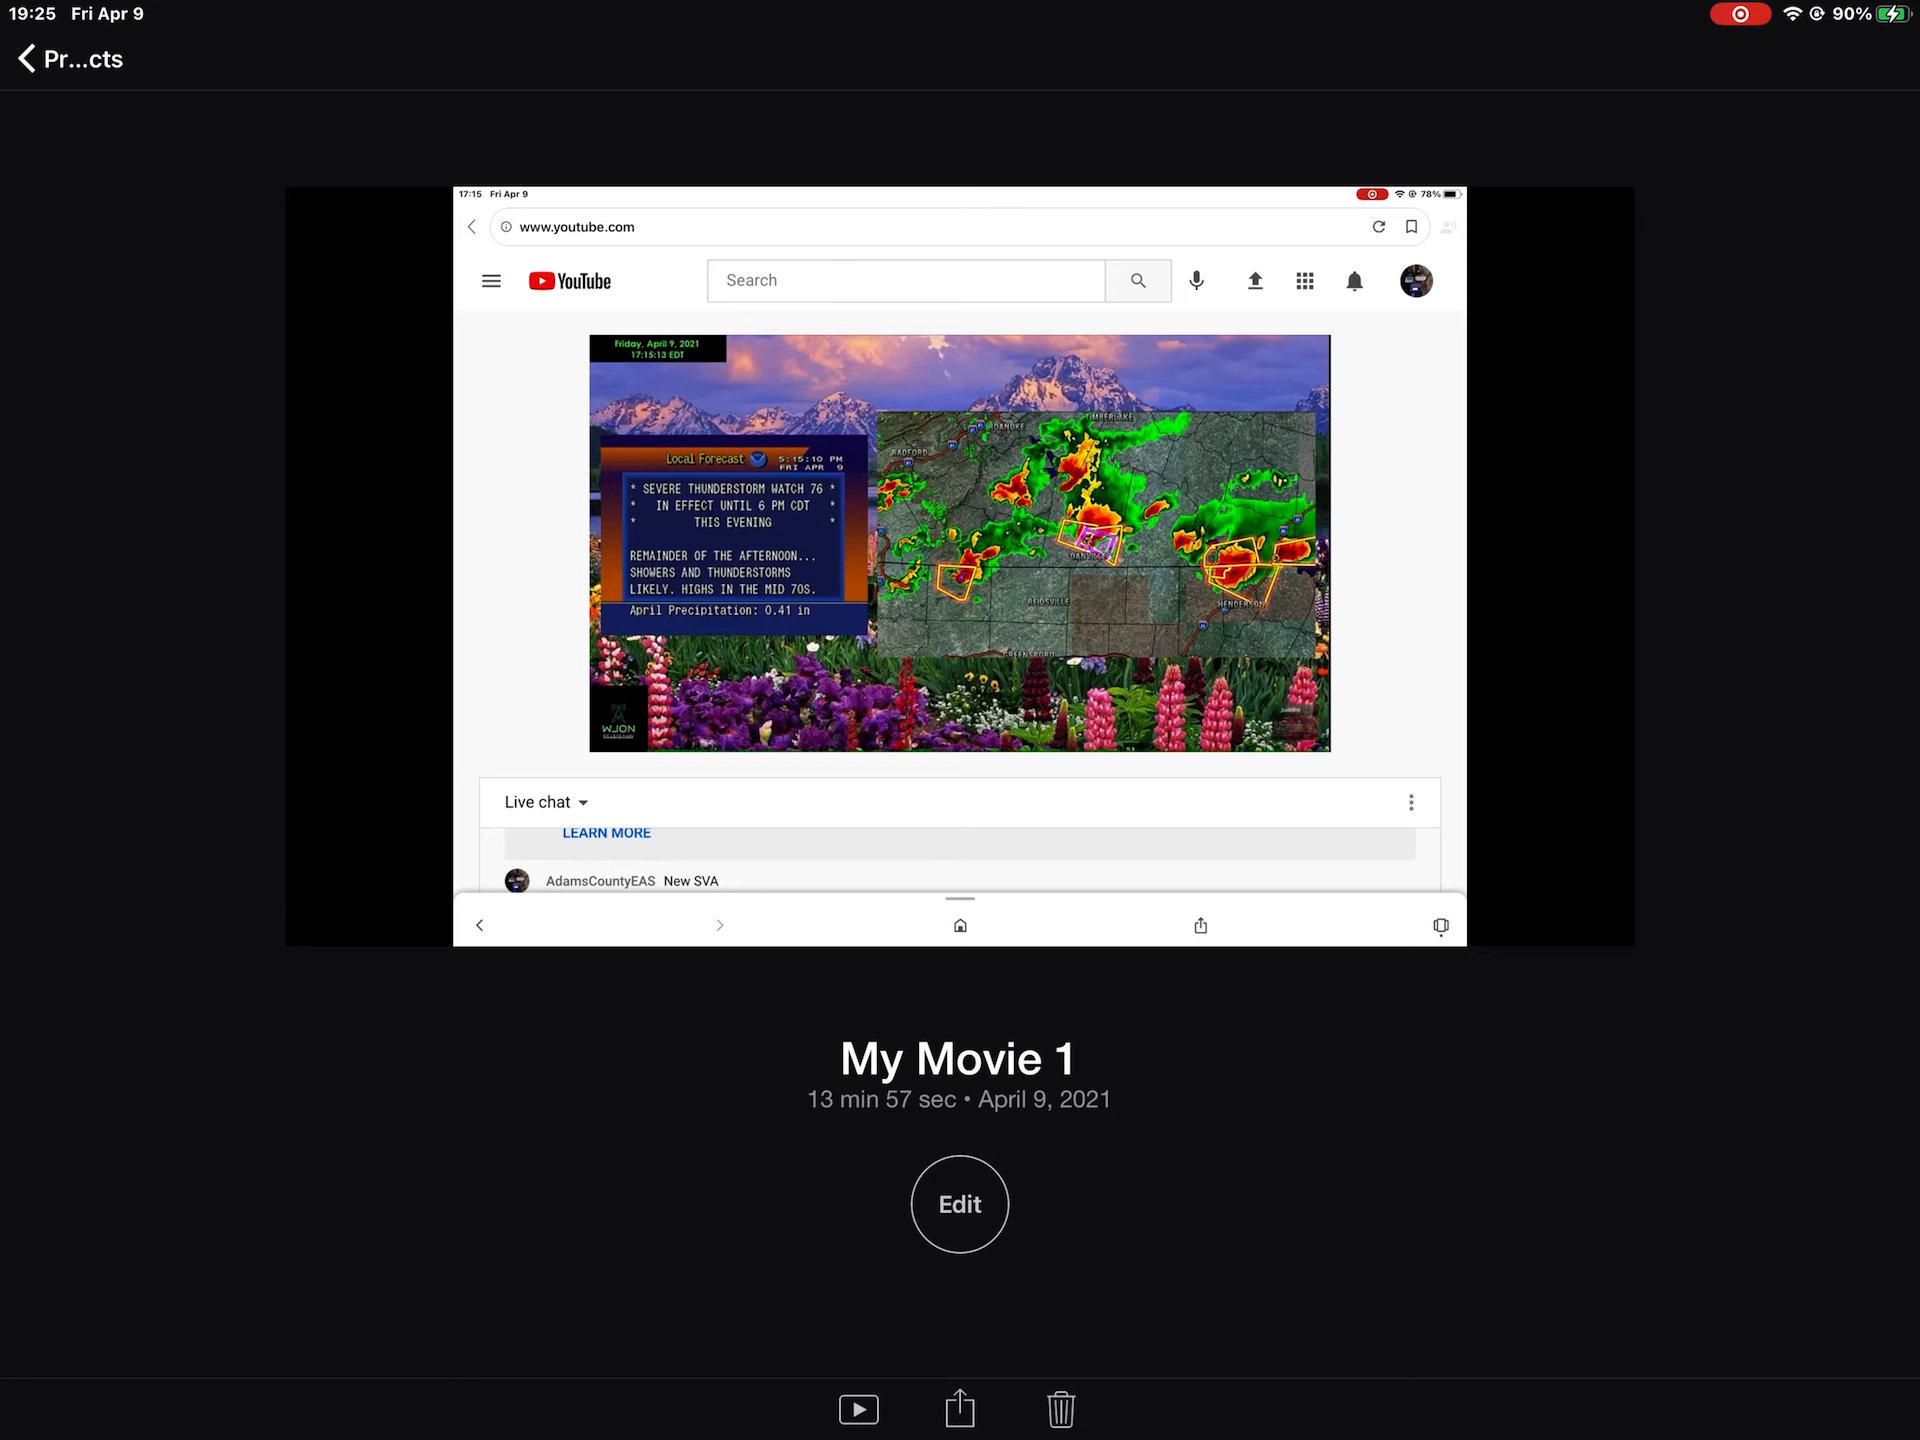 19:25 Fri Apr 9
90%
Pr...cts
17:15 Fri Apr 9
78%
www.youtube.com
YouTube
Search
Friday, April 9, 2021
17:15:13 EDT
TIMBERLAKE
ROANOKE
RADFORD
Local Forecast 5:15:10 PM
FRI APR 9
* SEVERE THUNDERSTORM WATCH 76 *
* IN EFFECT UNTIL 6 PM CDT *
* THIS EVENING *
REMAINDER OF THE AFTERNOON...
SHOWERS AND THUNDERSTORMS
LIKELY. HIGHS IN THE MID 70S.
April Precipitation: 0.41 in
DANVILLE
REIDSVILLE
HENDERSON
GREENSBORO
WJON
Live chat
LEARN MORE
AdamsCountyEAS New SVA
My Movie 1
13 min 57 sec • April 9, 2021
Edit